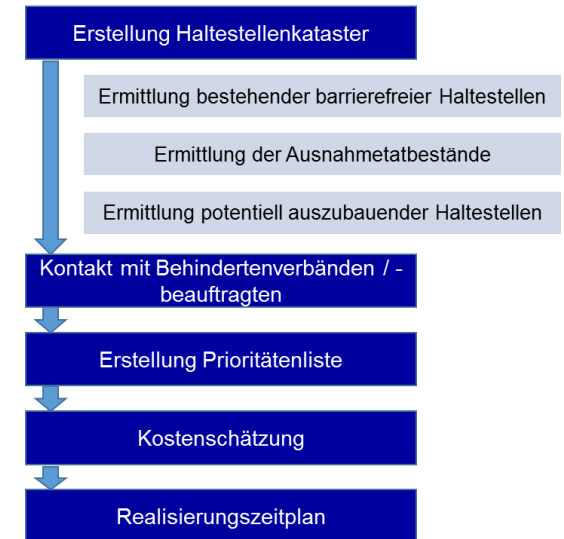 Erstellung Haltestellenkataster
Ermittlung bestehender barrierefreier Haltestellen
Ermittlung der Ausnahmetatbestände
Ermittlung potentiell auszubauender Haltestellen
Kontakt mit Behindertenverbänden / -
beauftragten
Erstellung Prioritätenliste
Kostenschätzung
Realisierungszeitplan